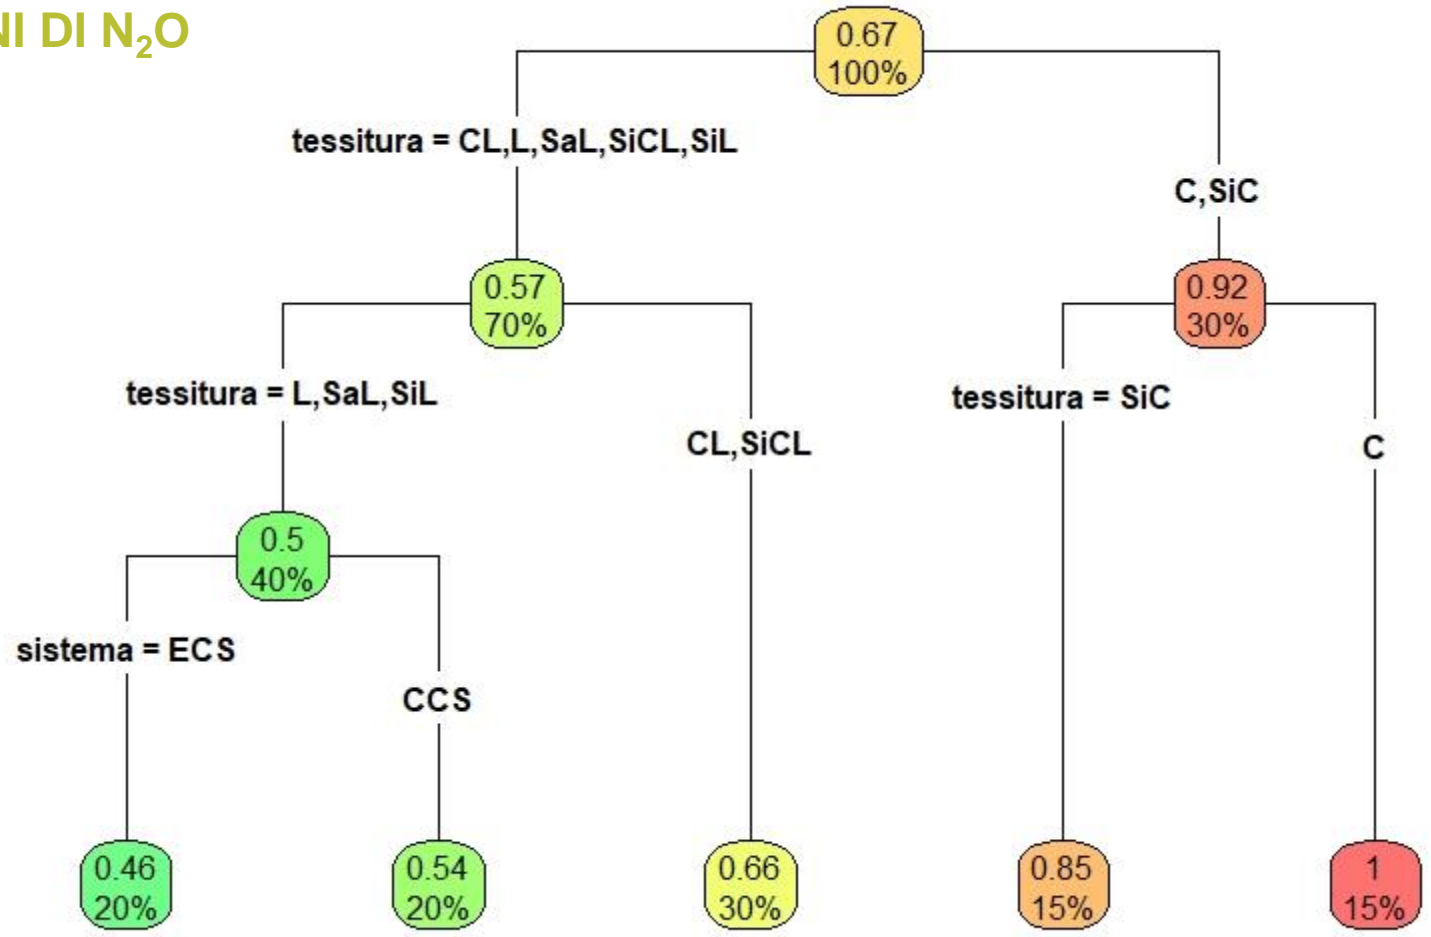 NI DI N₂O
0.67
100%
tessitura = CL,L,SaL,SiCL,SiL
C,SiC
0.57
70%
0.92
30%
tessitura = L,SaL,SiL
CL,SiCL
tessitura = SiC
C
0.5
40%
sistema = ECS
CCS
0.46
20%
0.54
20%
0.66
30%
0.85
15%
1
15%